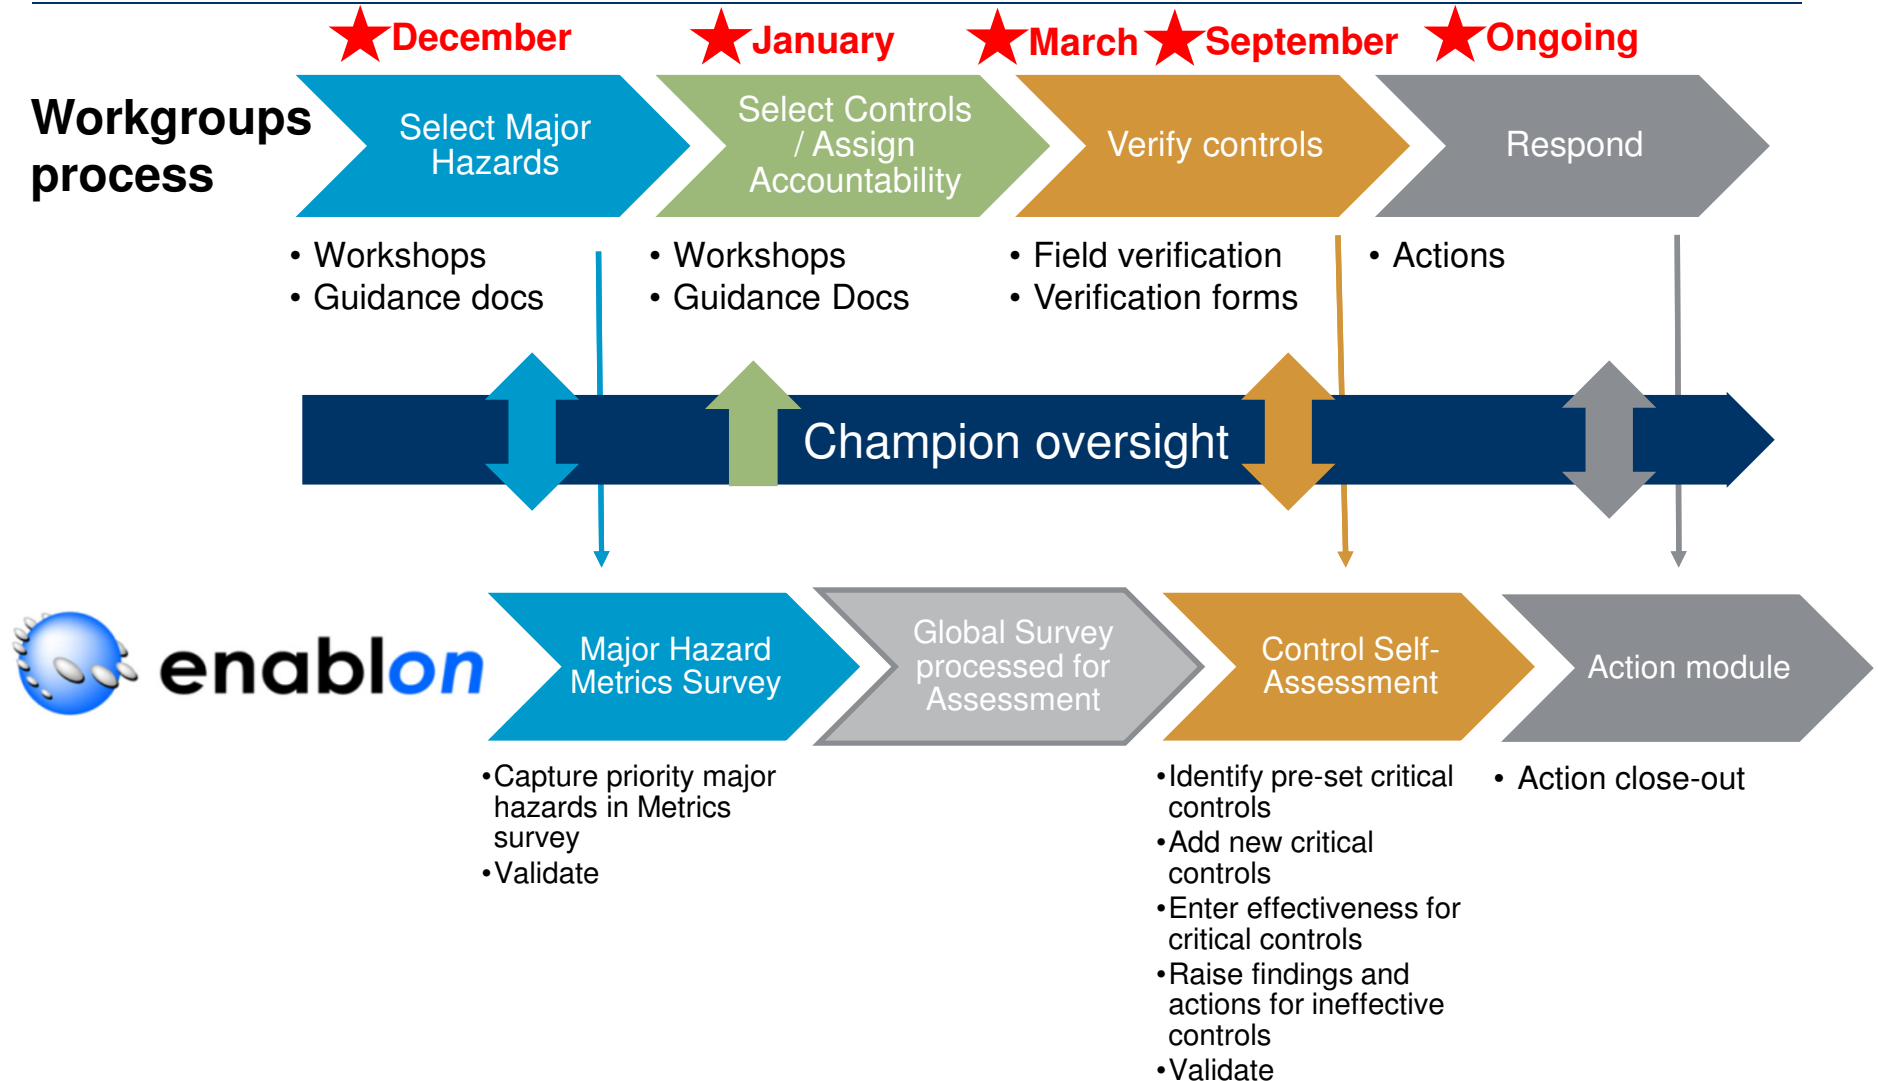 December
January
March
September
Ongoing
Workgroups
process
Select Major
Hazards
Select Controls
/ Assign
Accountability
Verify controls
Respond
• Workshops
• Guidance docs
• Workshops
• Guidance Docs
• Field verification
• Verification forms
• Actions
Champion oversight
enablon
Major Hazard
Metrics Survey
Global Survey
processed for
Assessment
Control Self-
Assessment
Action module
•Capture priority major
hazards in Metrics
survey
•Validate
•Identify pre-set critical
controls
•Add new critical
controls
•Enter effectiveness for
critical controls
•Raise findings and
actions for ineffective
controls
•Validate
• Action close-out